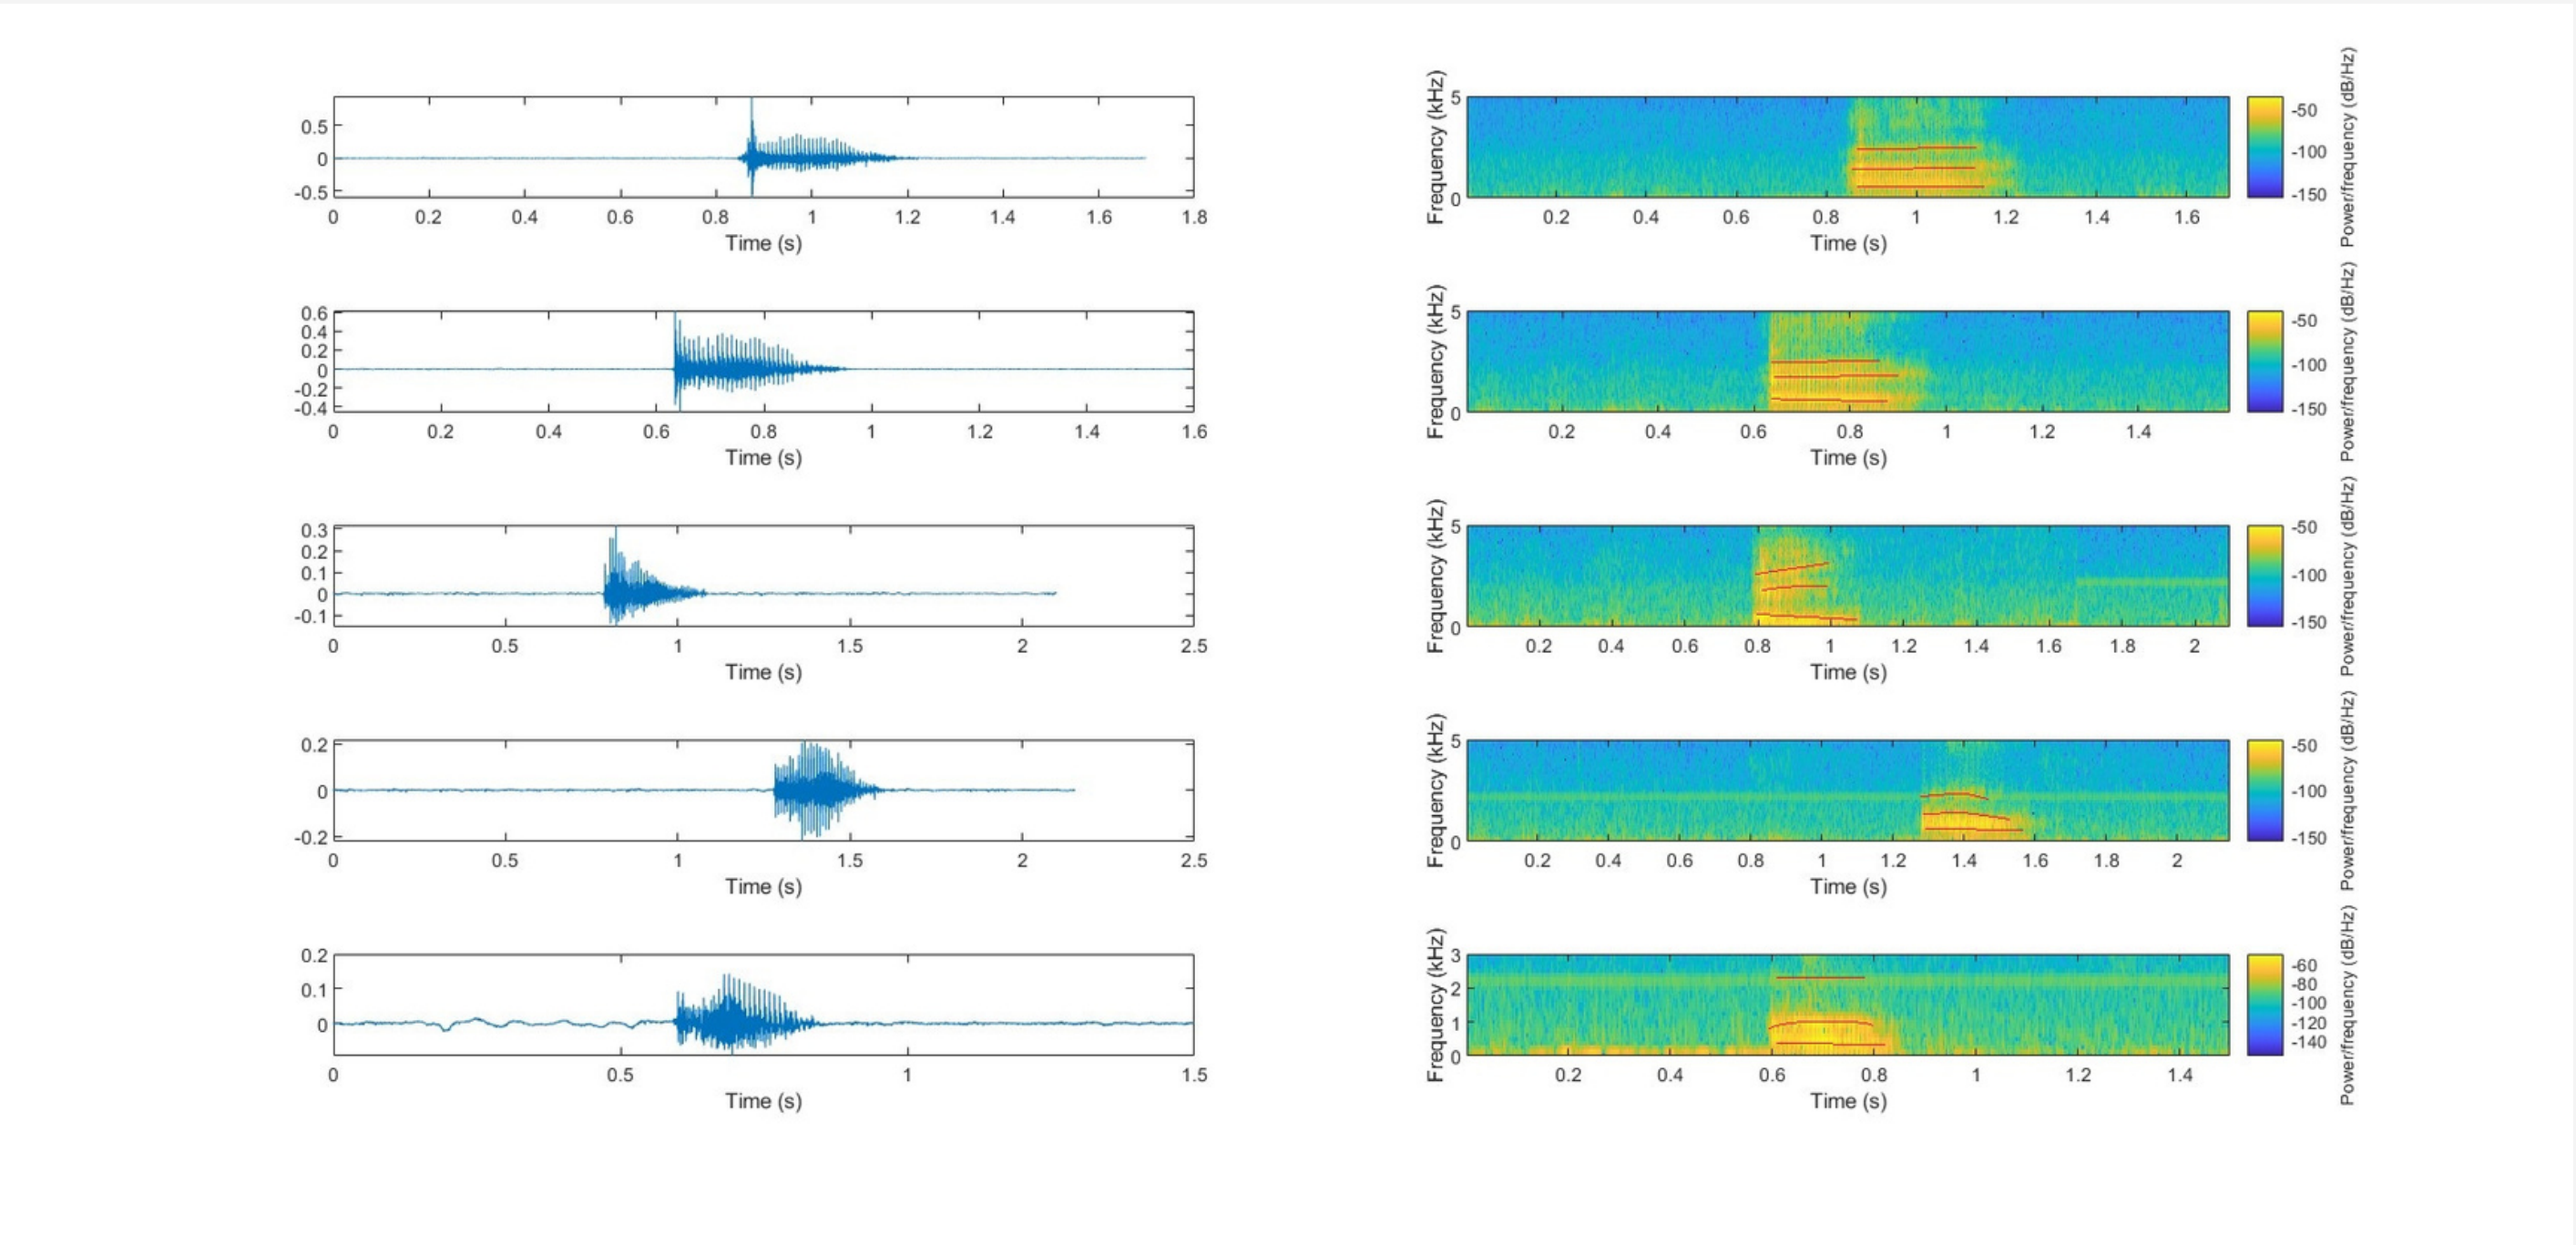 0.5
0
-0.5
0 0.2 0.4 0.6 0.8 1 1.2 1.4 1.6 1.8
Time (s)
Frequency (kHz)
5
0
0.2 0.4 0.6 0.8 1 1.2 1.4 1.6
Time (s)
-50
-100
-150
Power/frequency (dB/Hz)
0.6
0.4
0.2
0
-0.2
-0.4
0 0.2 0.4 0.6 0.8 1 1.2 1.4 1.6
Time (s)
Frequency (kHz)
5
0
0.2 0.4 0.6 0.8 1 1.2 1.4
Time (s)
-50
-100
-150
Power/frequency (dB/Hz)
0.3
0.2
0.1
0
-0.1
0 0.5 1 1.5 2 2.5
Time (s)
Frequency (kHz)
5
0
0.2 0.4 0.6 0.8 1 1.2 1.4 1.6 1.8 2
Time (s)
-50
-100
-150
Power/frequency (dB/Hz)
0.2
0
-0.2
0 0.5 1 1.5 2 2.5
Time (s)
Frequency (kHz)
5
0
0.2 0.4 0.6 0.8 1 1.2 1.4 1.6 1.8 2
Time (s)
-50
-100
-150
Power/frequency (dB/Hz)
0.2
0.1
0
0 0.5 1 1.5
Time (s)
Frequency (kHz)
3
2
1
0
0.2 0.4 0.6 0.8 1 1.2 1.4
Time (s)
-60
-80
-100
-120
-140
Power/frequency (dB/Hz)